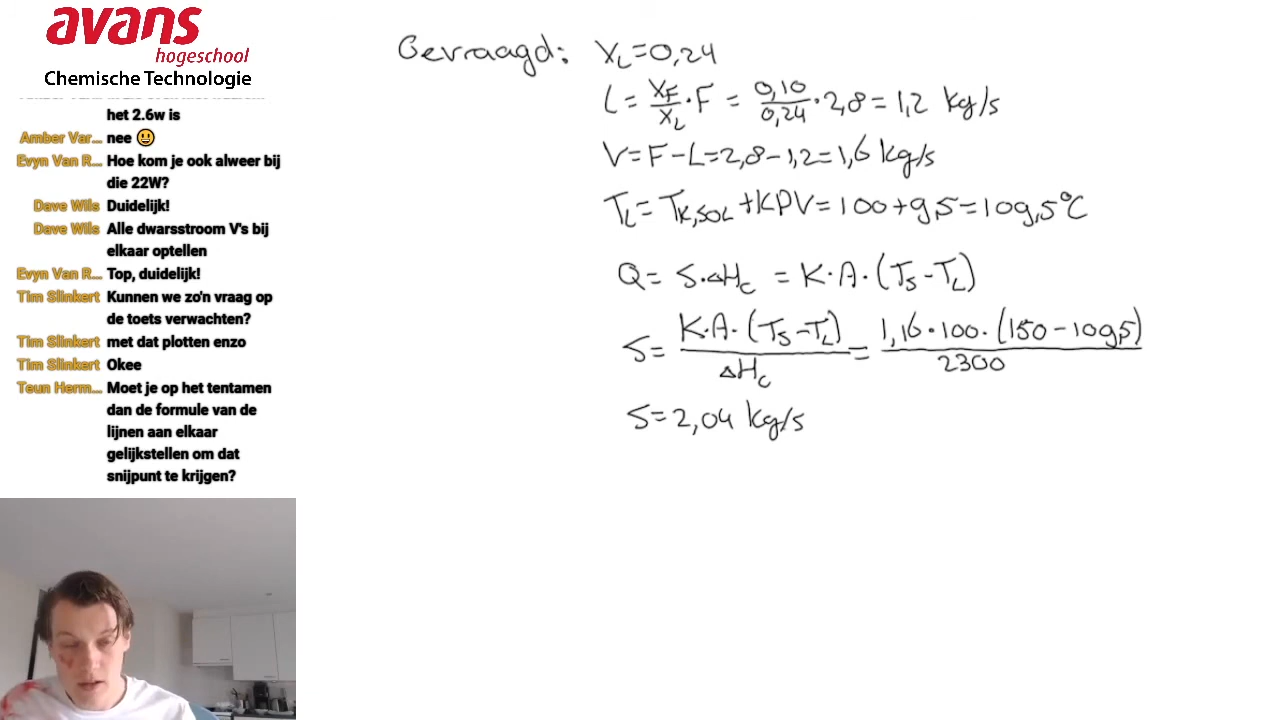 avans
hogeschool
Chemische Technologie
het 2.6w is
Amber Var... nee 😃
Evyn Van R... Hoe kom je ook alweer bij
die 22W?
Dave Wils Duidelijk!
Dave Wils Alle dwarsstroom V's bij
elkaar optellen
Evyn Van R... Top, duidelijk!
Tim Slinkert Kunnen we zo'n vraag op
de toets verwachten?
Tim Slinkert met dat plotten enzo
Tim Slinkert Okee
Teun Herm... Moet je op het tentamen
dan de formule van de
lijnen aan elkaar
gelijkstellen om dat
snijpunt te krijgen?
Gevraagd: X_L = 0,24
L = X_F/X_L · F = 0,10/0,24 · 2,8 = 1,2 kg/s
V = F - L = 2,8 - 1,2 = 1,6 kg/s
T_L = T_K,SOL + KPV = 100 + 9,5 = 109,5 °C
Q = S · ΔH_C = K · A · (T_S - T_L)
S = K · A · (T_S - T_L) / ΔH_C = 1,16 · 100 · (150 - 109,5) / 2300
S = 2,04 kg/s